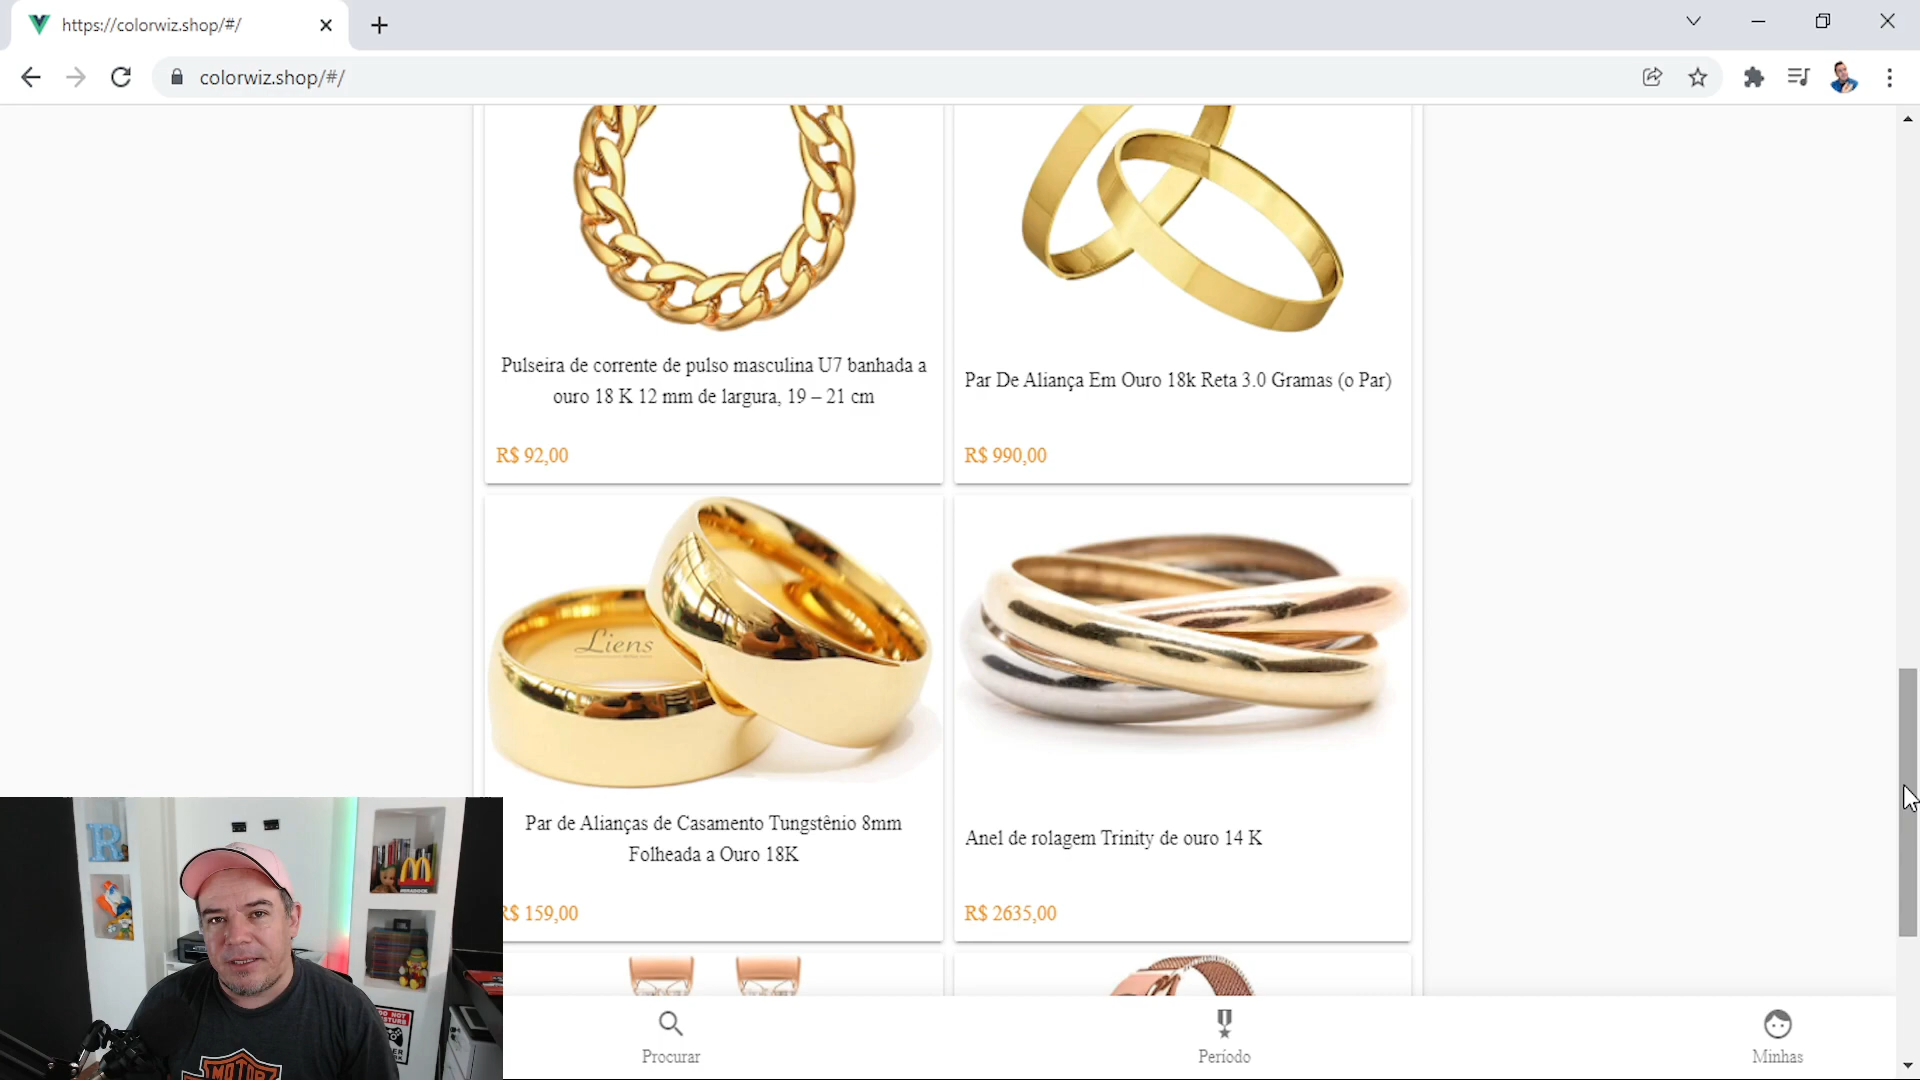 https://colorwiz.shop/#/
colorwiz.shop/#/
Pulseira de corrente de pulso masculina U7 banhada a
ouro 18 K 12 mm de largura, 19 – 21 cm
R$ 92,00
Par De Aliança Em Ouro 18k Reta 3.0 Gramas (o Par)
R$ 990,00
Liens
Par de Alianças de Casamento Tungstênio 8mm
Folheada a Ouro 18K
R$ 159,00
Anel de rolagem Trinity de ouro 14 K
R$ 2635,00
R
DO NOT
MOTOR
Procurar
Período
Minhas